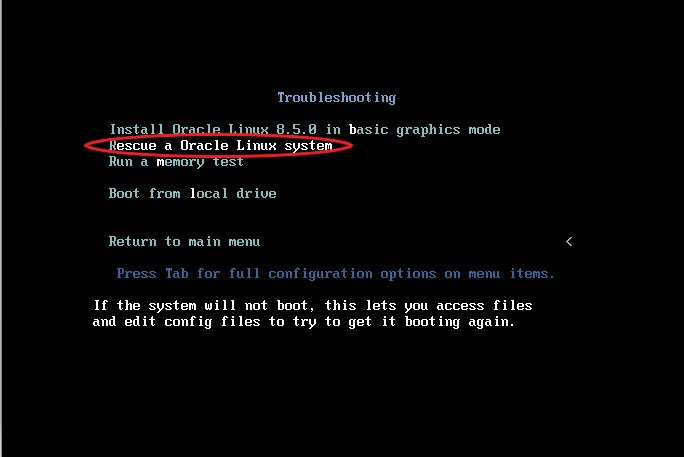 Troubleshooting
Install Oracle Linux 8.5.0 in basic graphics mode
Rescue a Oracle Linux system
Run a memory test
Boot from local drive
Return to main menu <
Press Tab for full configuration options on menu items.
If the system will not boot, this lets you access files
and edit config files to try to get it booting again.